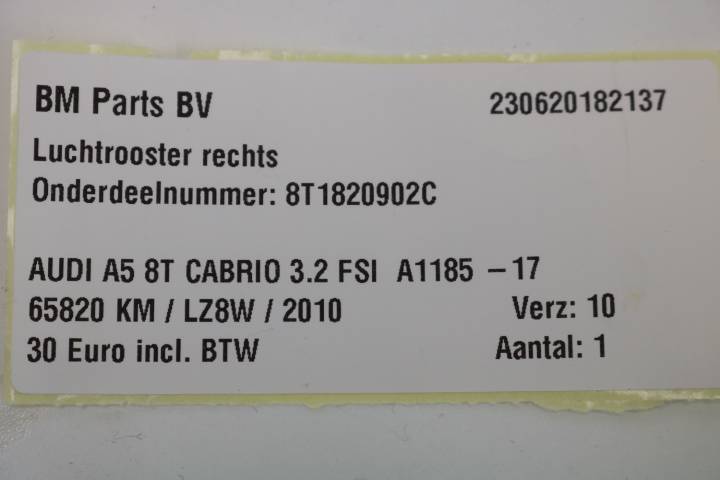 BM Parts BV 230620182137
Luchtrooster rechts
Onderdeelnummer: 8T1820902C
AUDI A5 8T CABRIO 3.2 FSI A1185 - 17
65820 KM / LZ8W / 2010 Verz: 10
30 Euro incl. BTW Aantal: 1